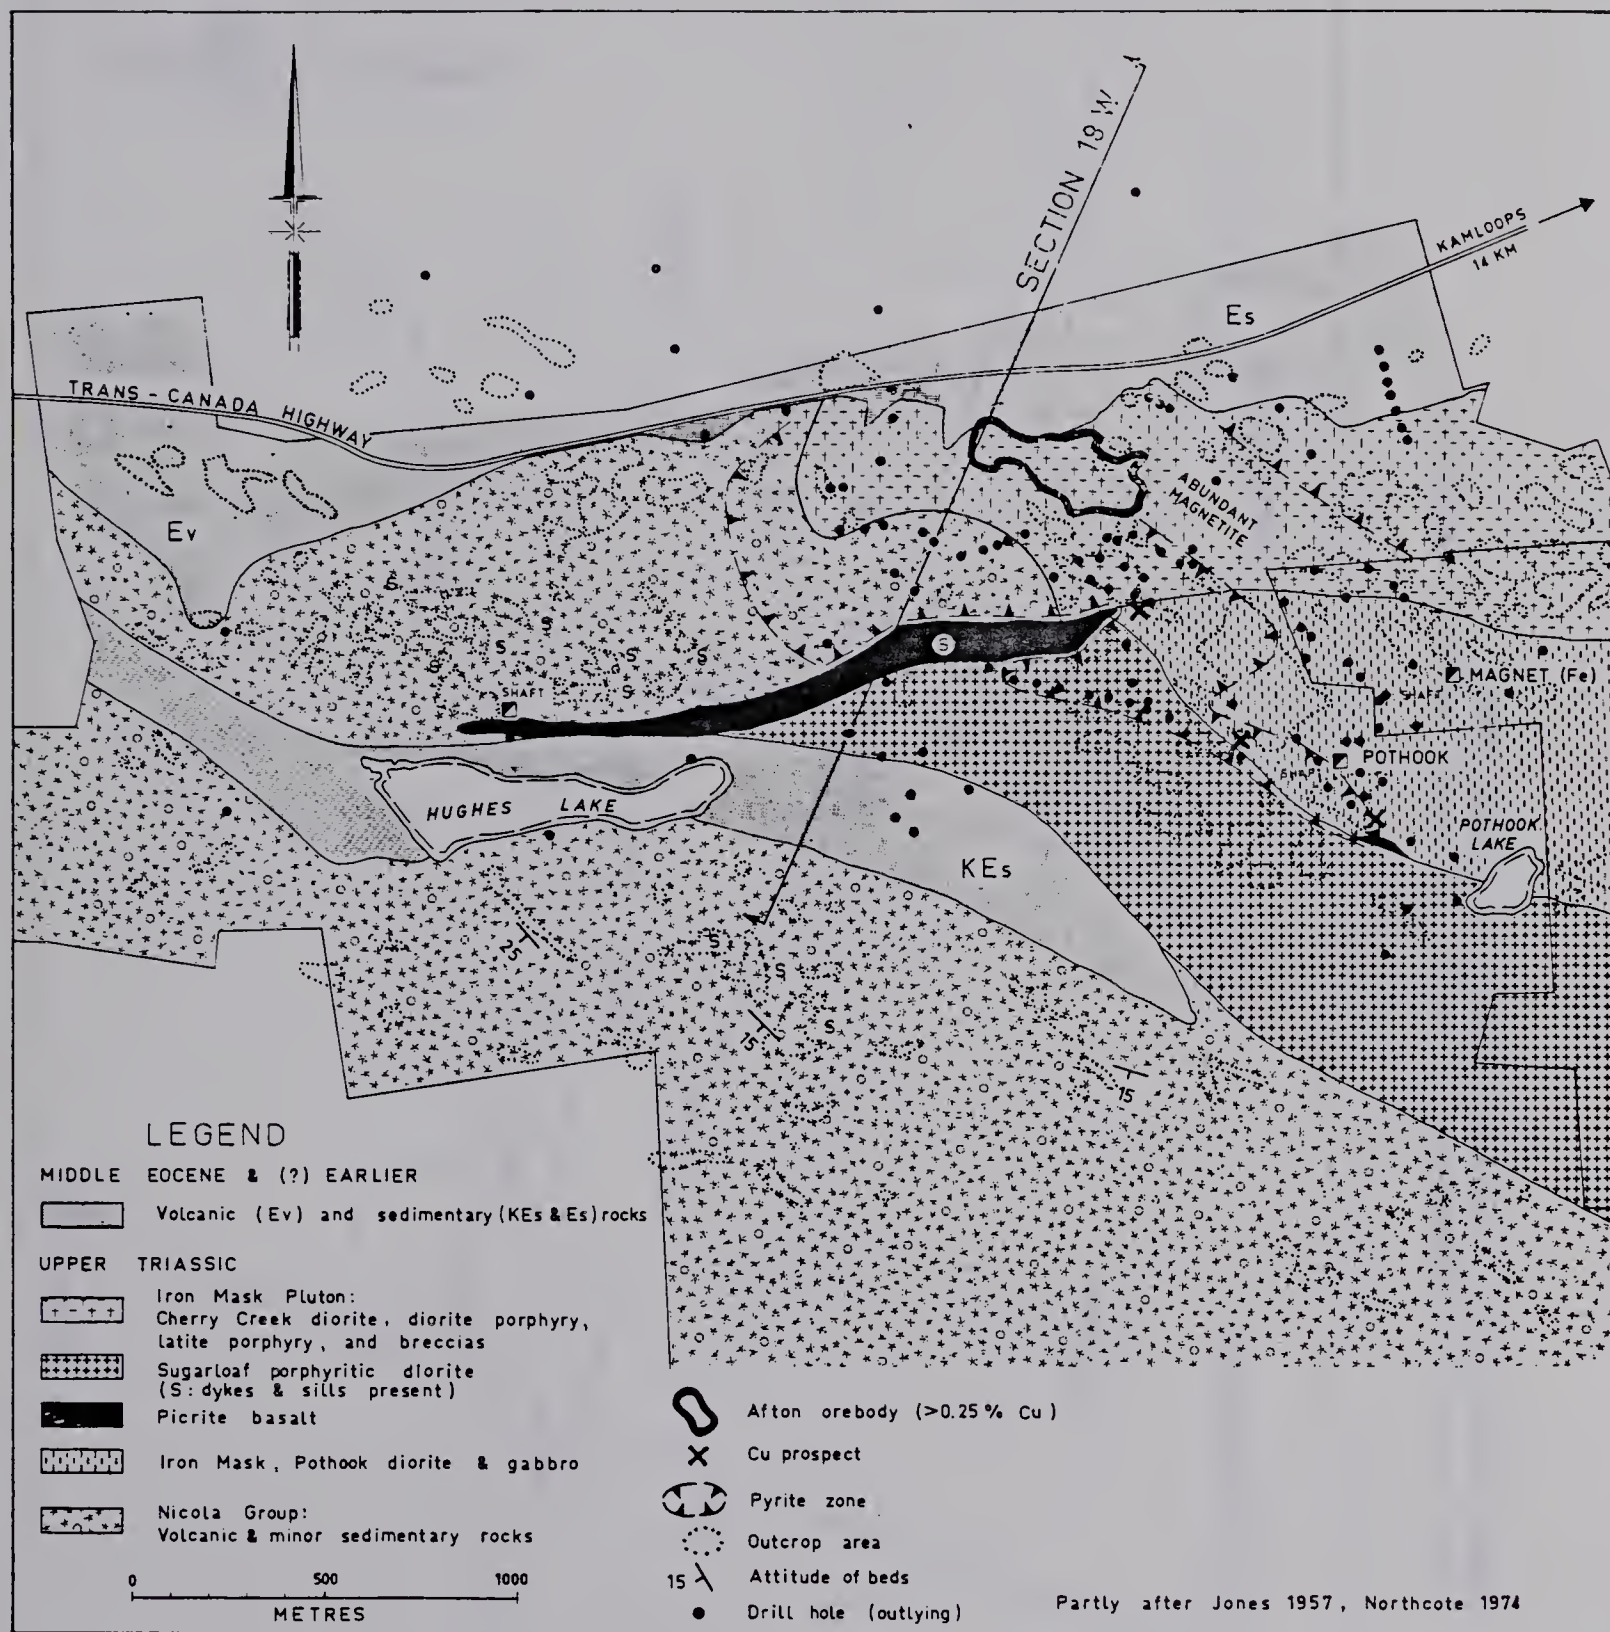 SECTION 18 W
KAMLOOPS
14 KM
Es
TRANS - CANADA HIGHWAY
ABUNDANT
MAGNETITE
Ev
S
S
S
S
S
S
S
S
SHAFT
MAGNET (Fe)
SHAFT
POTHOOK
SHAFT
HUGHES LAKE
POTHOOK
LAKE
KEs
25
S
S
15
S
15
LEGEND
MIDDLE EOCENE & (?) EARLIER
Volcanic (Ev) and sedimentary (KEs & Es) rocks
UPPER TRIASSIC
Iron Mask Pluton:
Cherry Creek diorite, diorite porphyry,
latite porphyry, and breccias
Sugarloaf porphyritic diorite
(S: dykes & sills present)
Picrite basalt
Iron Mask, Pothook diorite & gabbro
Nicola Group:
Volcanic & minor sedimentary rocks
0 500 1000
METRES
Afton orebody (>0.25 % Cu)
Cu prospect
Pyrite zone
Outcrop area
15 Attitude of beds
Drill hole (outlying)
Partly after Jones 1957, Northcote 1974